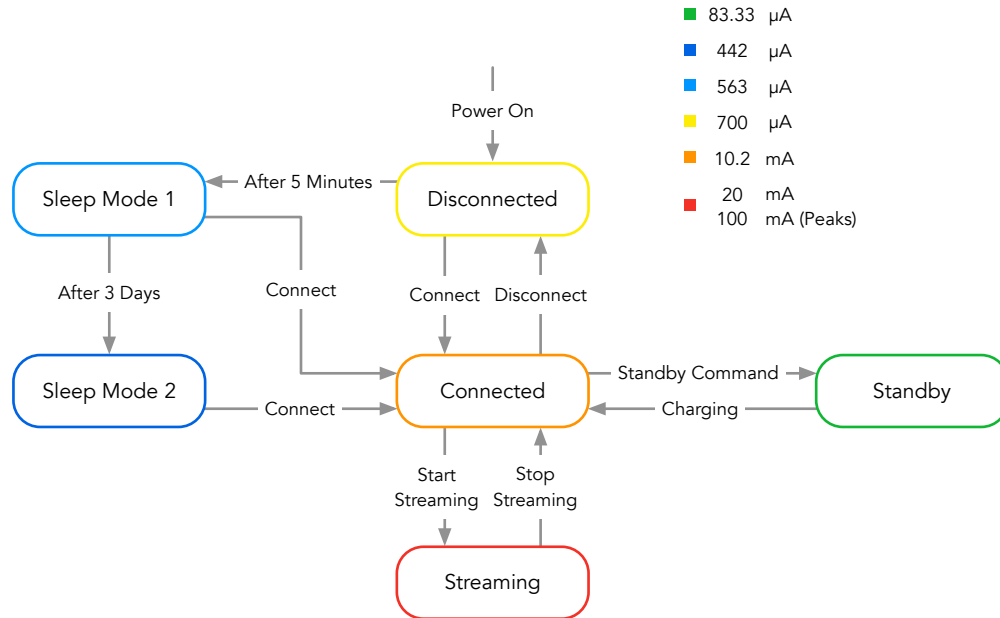 83.33 μA
442 μA
563 μA
700 μA
10.2 mA
20 mA
100 mA (Peaks)
Power On
Sleep Mode 1
After 5 Minutes
Disconnected
After 3 Days
Connect
Connect
Disconnect
Sleep Mode 2
Connect
Connected
Standby Command
Charging
Standby
Start
Streaming
Stop
Streaming
Streaming